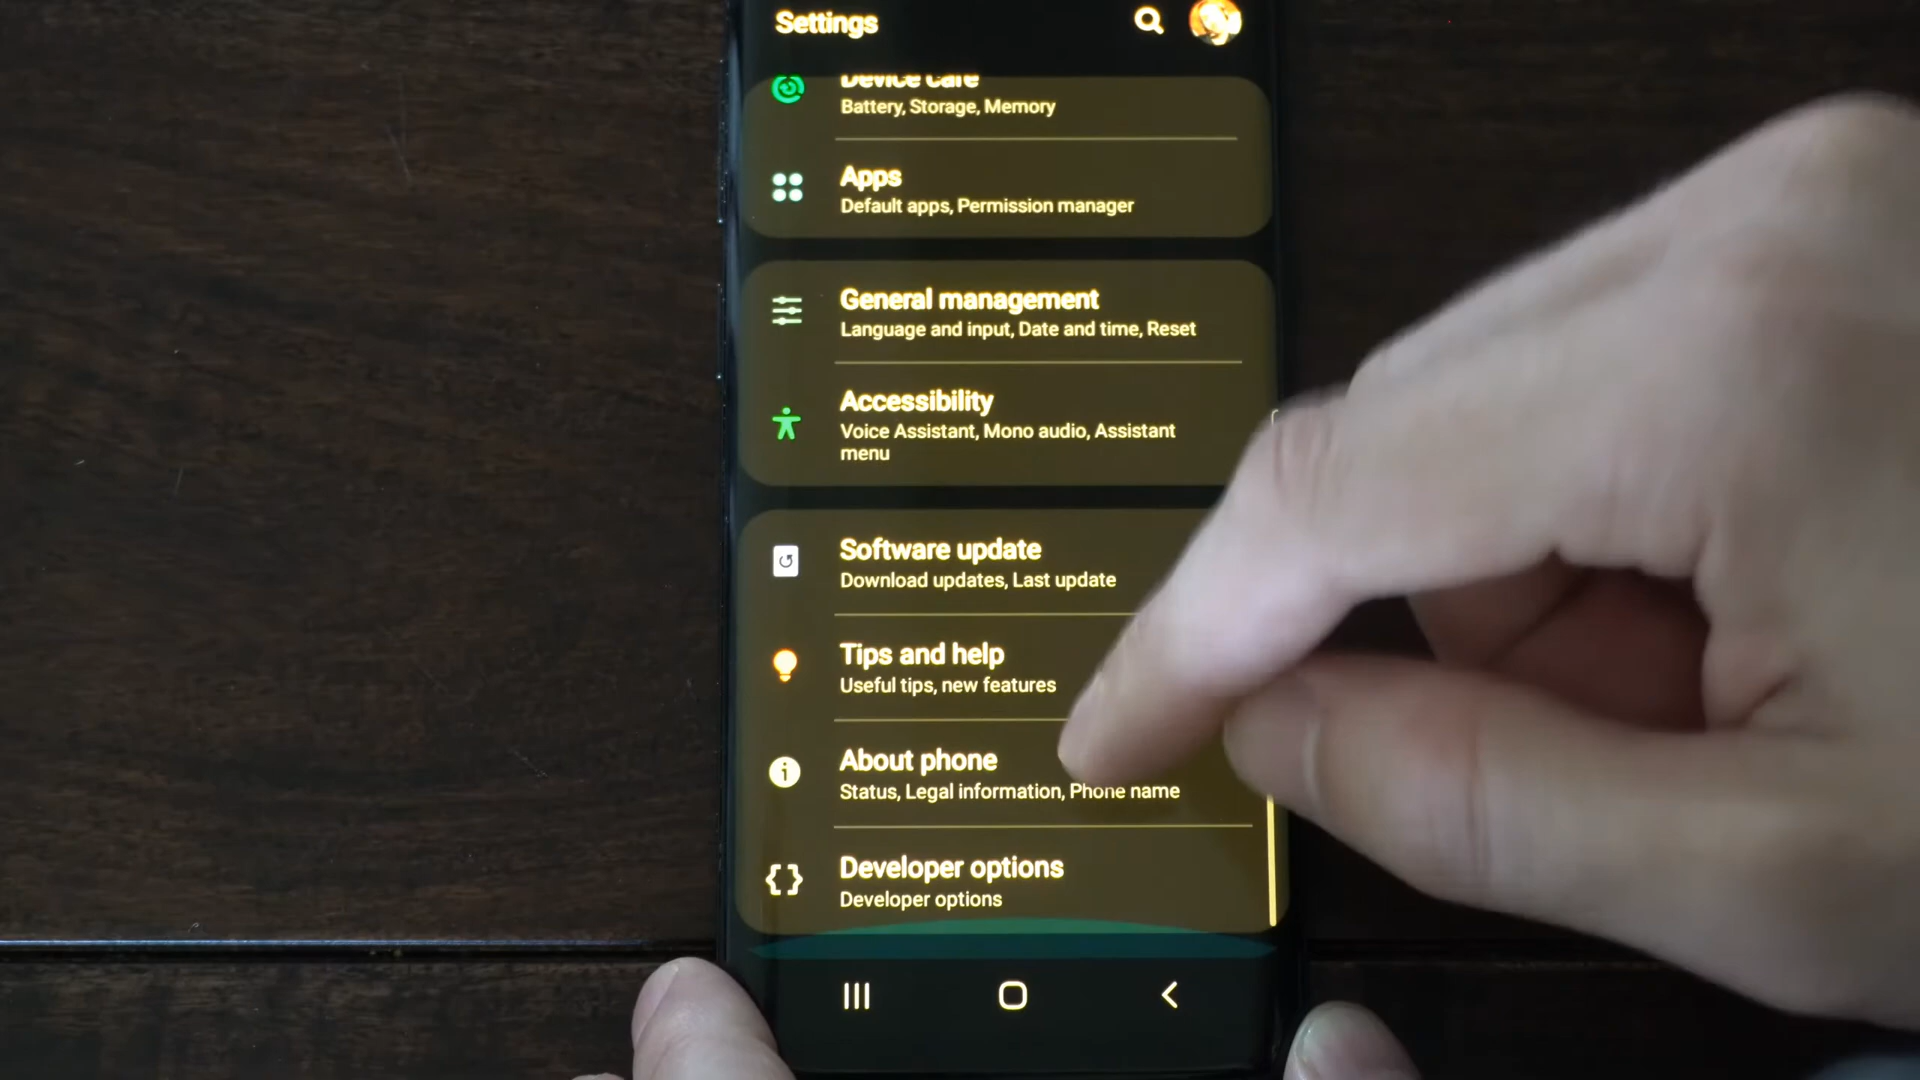 Settings
Device care
Battery, Storage, Memory
Apps
Default apps, Permission manager
General management
Language and input, Date and time, Reset
Accessibility
Voice Assistant, Mono audio, Assistant
menu
Software update
Download updates, Last update
Tips and help
Useful tips, new features
About phone
Status, Legal information, Phone name
Developer options
Developer options